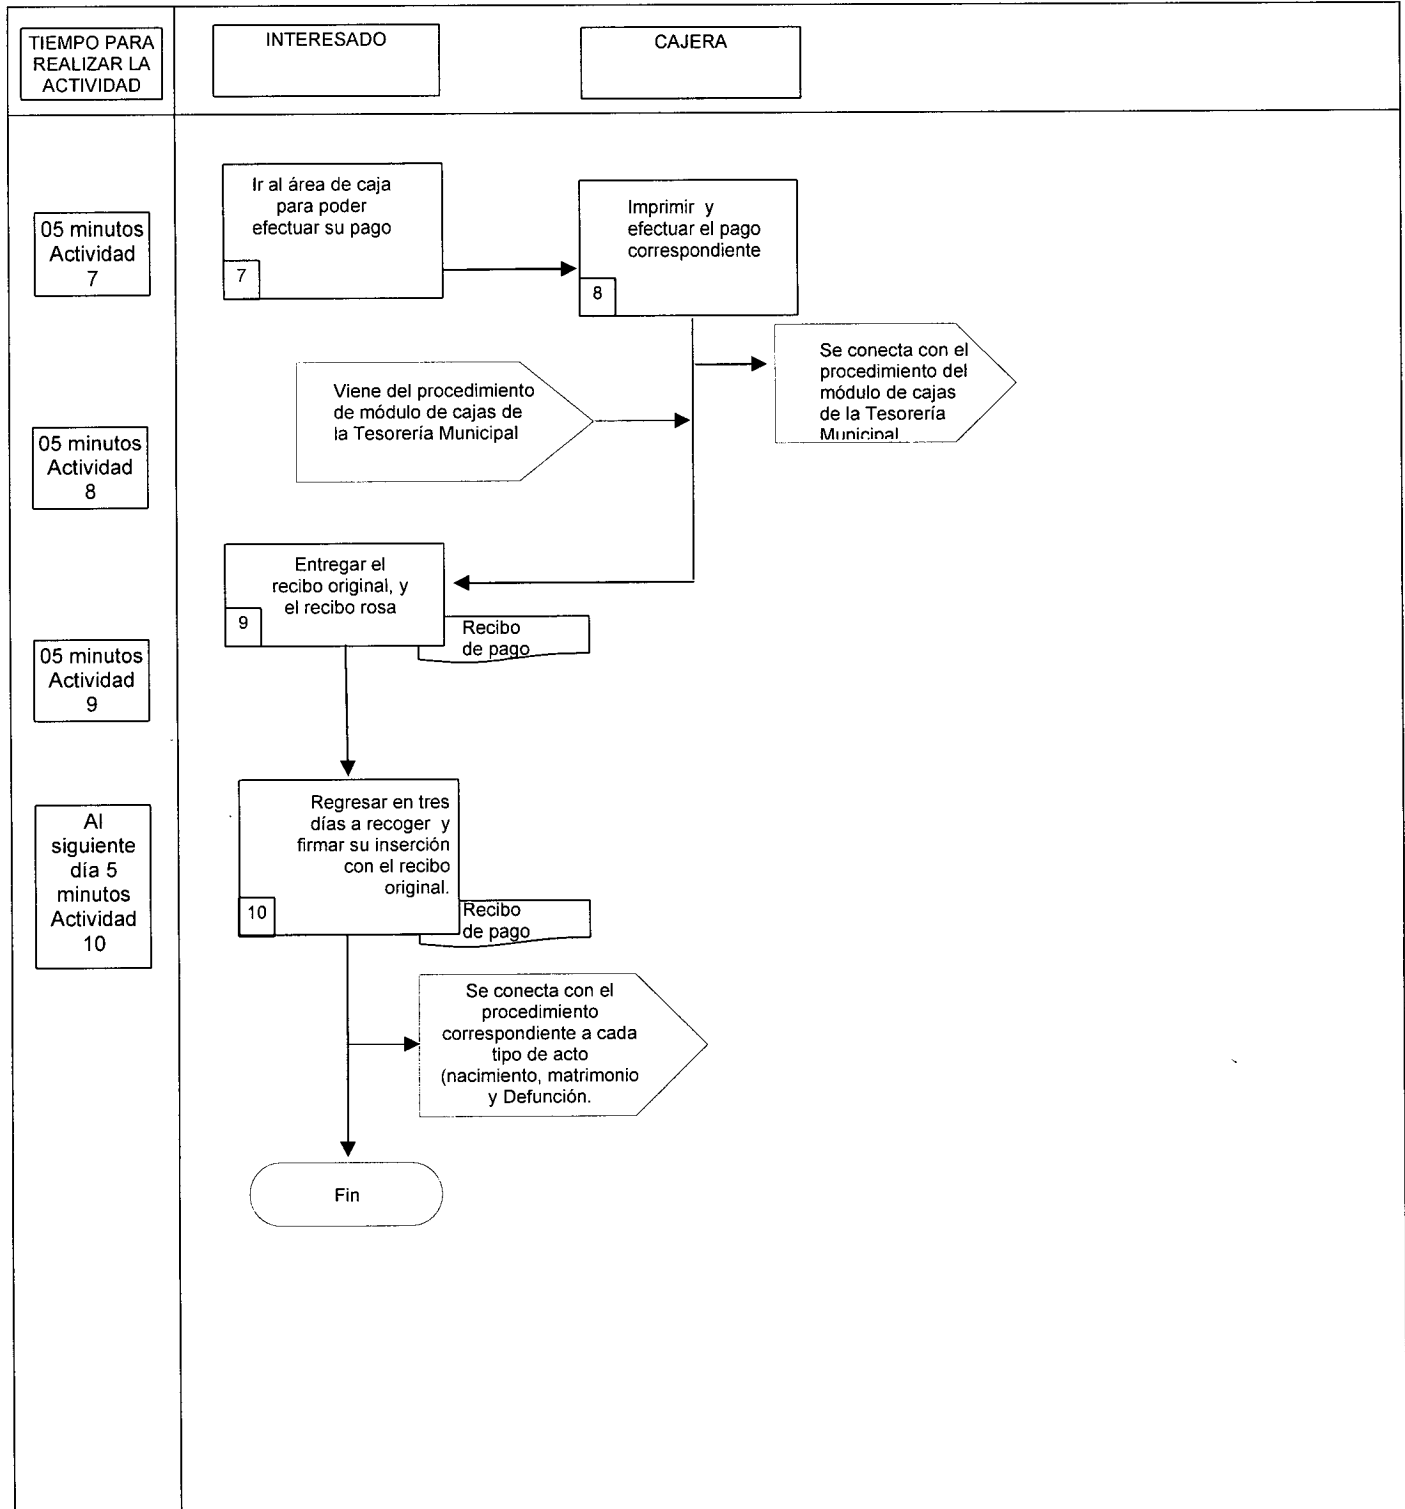 TIEMPO PARA
REALIZAR LA
ACTIVIDAD
INTERESADO
CAJERA
05 minutos
Actividad
7
Ir al área de caja
para poder
efectuar su pago
7
Imprimir y
efectuar el pago
correspondiente
8
Se conecta con el
procedimiento del
módulo de cajas
de la Tesorería
Municipal
Viene del procedimiento
de módulo de cajas de
la Tesorería Municipal
05 minutos
Actividad
8
Entregar el
recibo original, y
el recibo rosa
9
Recibo
de pago
05 minutos
Actividad
9
Regresar en tres
días a recoger y
firmar su inserción
con el recibo
original.
10
Recibo
de pago
Al
siguiente
día 5
minutos
Actividad
10
Se conecta con el
procedimiento
correspondiente a cada
tipo de acto
(nacimiento, matrimonio
y Defunción.
Fin